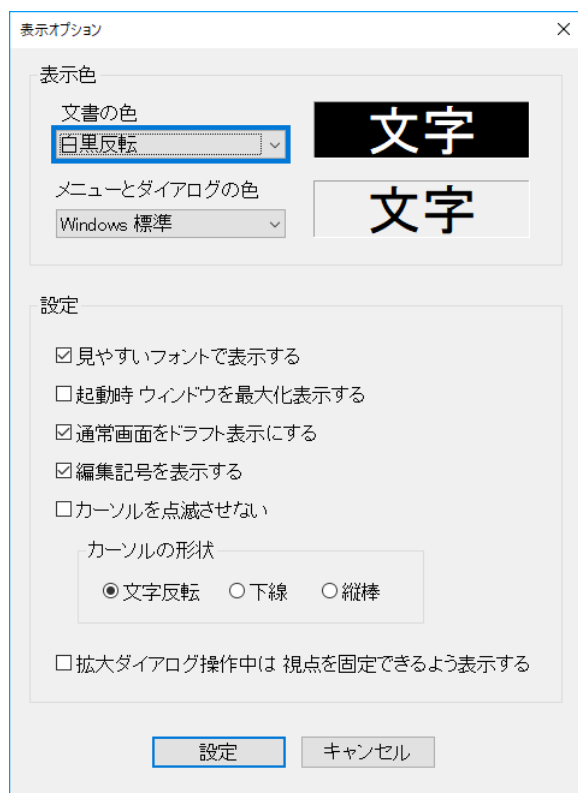 表示オプション
表示色
文書の色
白黒反転
文字
メニューとダイアログの色
Windows 標準
文字
設定
見やすいフォントで表示する
起動時 ウィンドウを最大化表示する
通常画面をドラフト表示にする
編集記号を表示する
カーソルを点滅させない
カーソルの形状
文字反転 下線 縦棒
拡大ダイアログ操作中は 視点を固定できるよう表示する
設定 キャンセル